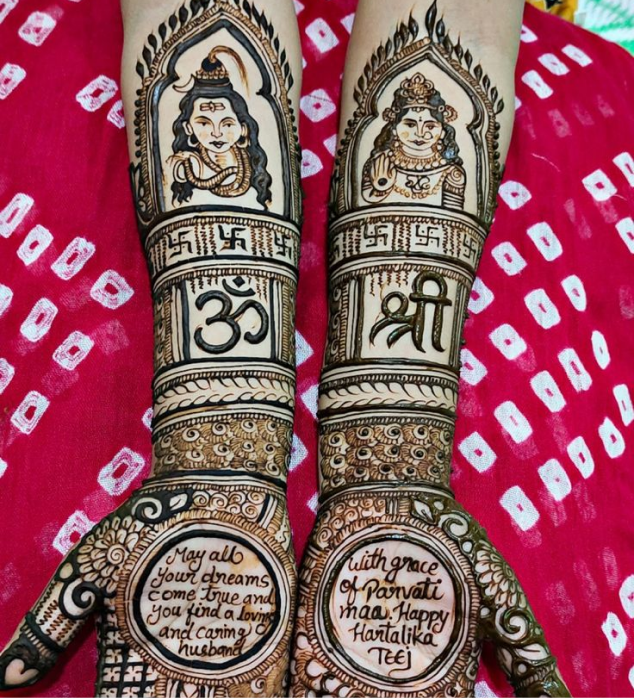 ॐ
श्री
May all
your dreams
come true and
you find a loving
and caring
husband
With grace
of Parvati
maa. Happy
Hartalika
TEEJ